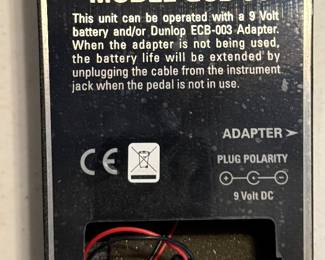 This unit can be operated with a 9 Volt
battery and/or Dunlop ECB-003 Adapter.
When the adapter is not being used,
the battery life will be extended by
unplugging the cable from the instrument
jack when the pedal is not in use.
ADAPTER >
CE
PLUG POLARITY
+ -
9 Volt DC